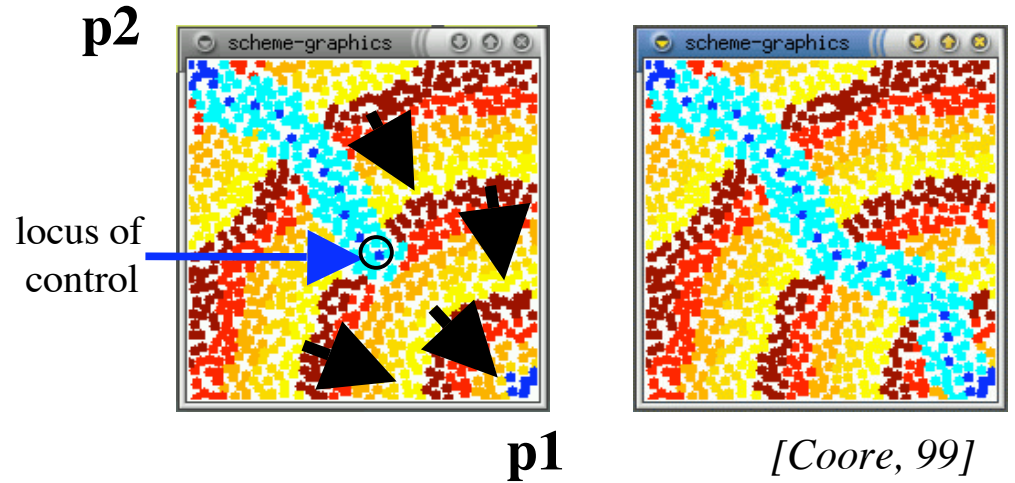 p2
scheme-graphics
scheme-graphics
locus of
control
p1
[Coore, 99]